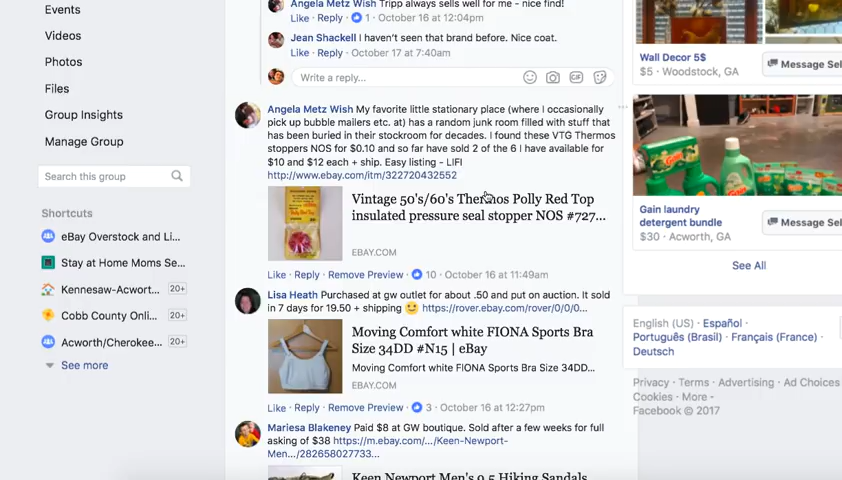 Events
Videos
Photos
Files
Group Insights
Manage Group
Search this group
Shortcuts
eBay Overstock and Li...
Stay at Home Moms Se...
Kennesaw-Acwort... 20+
Cobb County Onli... 20+
Acworth/Cherokee... 20+
See more
Angela Metz Wish Tripp always sells well for me - nice find!
Like · Reply · 1 · October 16 at 12:04pm
Jean Shackell I haven't seen that brand before. Nice coat.
Like · Reply · October 17 at 7:40am
Write a reply...
GIF
Angela Metz Wish My favorite little stationary place (where I occasionally
pick up bubble mailers etc. at) has a random junk room filled with stuff that
has been buried in their stockroom for decades. I found these VTG Thermos
stoppers NOS for $0.10 and so far have sold 2 of the 6 I have available for
$10 and $12 each + ship. Easy listing - LIFI
http://www.ebay.com/itm/322720432552
Vintage 50's/60's Thermos Polly Red Top
insulated pressure seal stopper NOS #727...
EBAY.COM
Like · Reply · Remove Preview · 10 · October 16 at 11:49am
Lisa Heath Purchased at gw outlet for about .50 and put on auction. It sold
in 7 days for 19.50 + shipping https://rover.ebay.com/rover/0/0/0...
Moving Comfort white FIONA Sports Bra
Size 34DD #N15 | eBay
Moving Comfort white FIONA Sports Bra Size 34DD...
EBAY.COM
Like · Reply · Remove Preview · 3 · October 16 at 12:27pm
Mariesa Blakeney Paid $8 at GW boutique. Sold after a few weeks for full
asking of $38 https://m.ebay.com/.../Keen-Newport-
Men.../282658027733...
Keen Newport Men's 9.5 Hiking Sandals
Wall Decor 5$
$5 · Woodstock, GA
Message Sel
Gain
Gain laundry
detergent bundle
$30 · Acworth, GA
Message Sel
See All
English (US) · Español ·
Português (Brasil) · Français (France) ·
Deutsch
Privacy · Terms · Advertising · Ad Choices
Cookies · More ·
Facebook © 2017